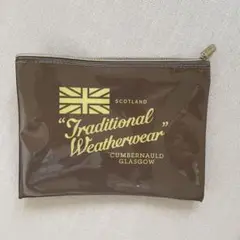 SCOTLAND
"Traditional
Weatherwear"
CUMBERNAULD
GLASGOW